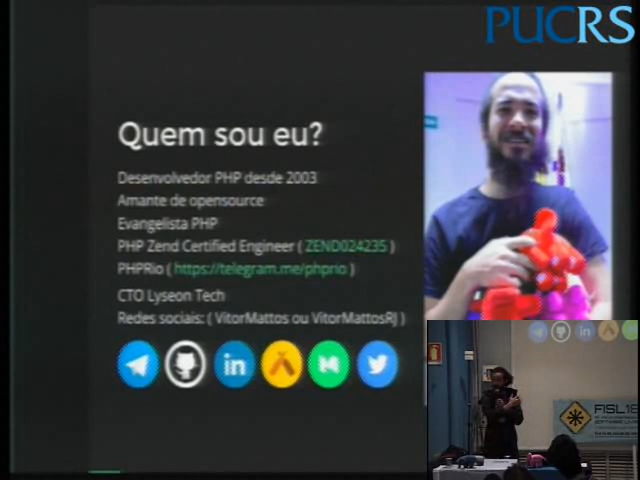 PUCRS
Quem sou eu?
Desenvolvedor PHP desde 2003
Amante de opensource
Evangelista PHP
PHP Zend Certified Engineer ( ZEND024235 )
PHPRio ( https://telegram.me/phprio )
CTO Lyseon Tech
Redes sociais: ( VitorMattos ou VitorMattosRJ )
in
FISL18